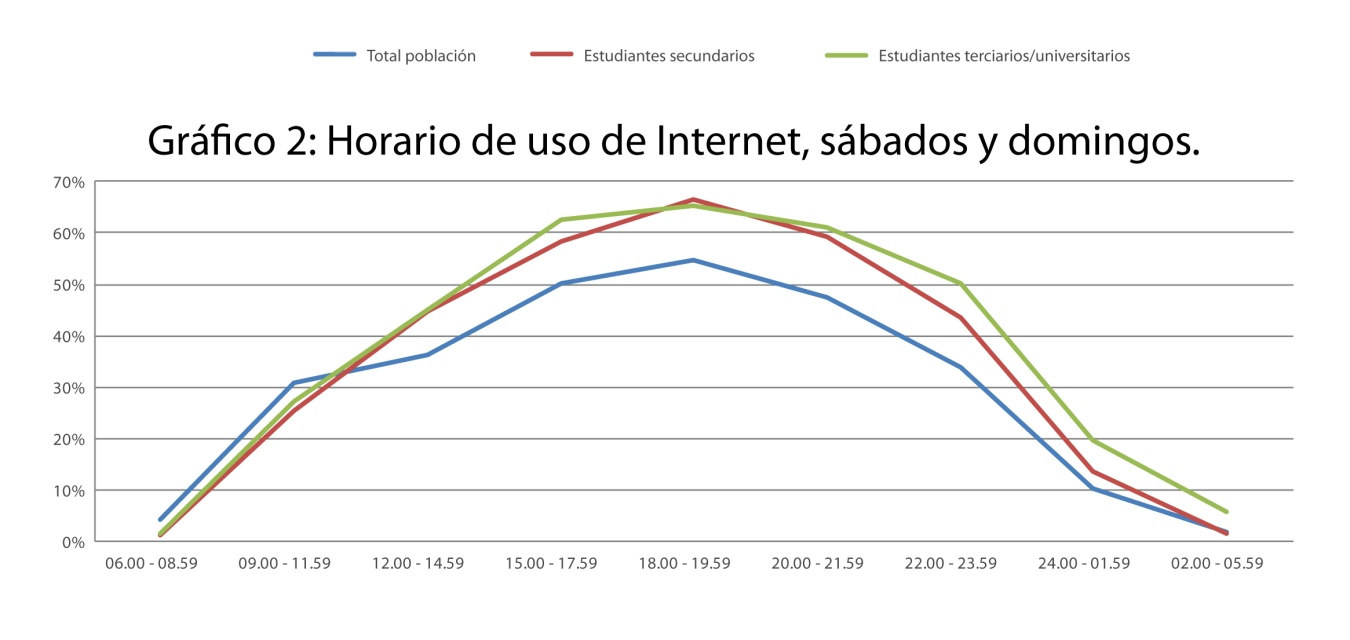 Total población Estudiantes secundarios Estudiantes terciarios/universitarios
Gráfico 2: Horario de uso de Internet, sábados y domingos.
70%
60%
50%
40%
30%
20%
10%
0%
06.00 - 08.59 09.00 - 11.59 12.00 - 14.59 15.00 - 17.59 18.00 - 19.59 20.00 - 21.59 22.00 - 23.59 24.00 - 01.59 02.00 - 05.59